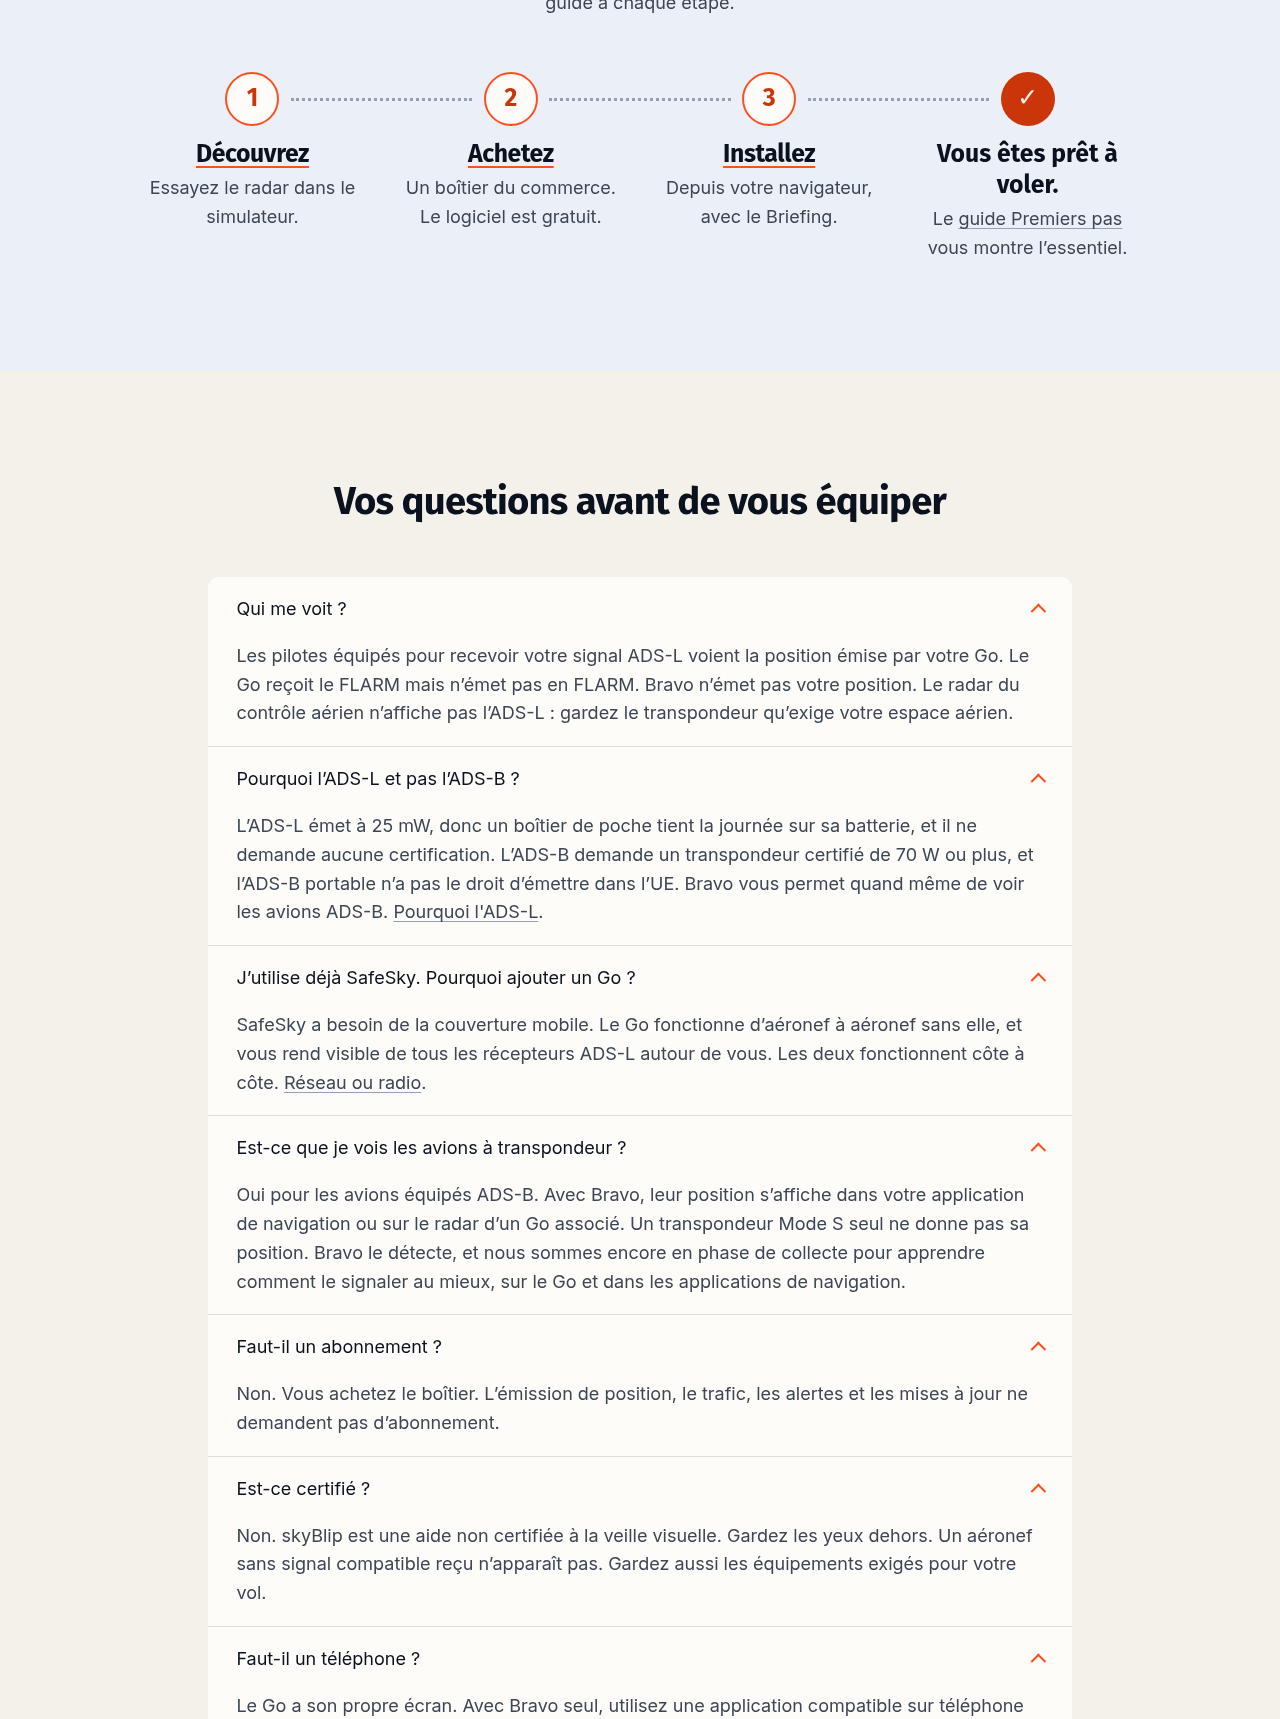 guide à chaque étape.
1
2
3
✓
Découvrez
Essayez le radar dans le
simulateur.
Achetez
Un boîtier du commerce.
Le logiciel est gratuit.
Installez
Depuis votre navigateur,
avec le Briefing.
Vous êtes prêt à
voler.
Le guide Premiers pas
vous montre l’essentiel.
Vos questions avant de vous équiper
Qui me voit ?
Les pilotes équipés pour recevoir votre signal ADS-L voient la position émise par votre Go. Le
Go reçoit le FLARM mais n’émet pas en FLARM. Bravo n’émet pas votre position. Le radar du
contrôle aérien n’affiche pas l’ADS-L : gardez le transpondeur qu’exige votre espace aérien.
Pourquoi l’ADS-L et pas l’ADS-B ?
L’ADS-L émet à 25 mW, donc un boîtier de poche tient la journée sur sa batterie, et il ne
demande aucune certification. L’ADS-B demande un transpondeur certifié de 70 W ou plus, et
l’ADS-B portable n’a pas le droit d’émettre dans l’UE. Bravo vous permet quand même de voir
les avions ADS-B. Pourquoi l'ADS-L.
J’utilise déjà SafeSky. Pourquoi ajouter un Go ?
SafeSky a besoin de la couverture mobile. Le Go fonctionne d’aéronef à aéronef sans elle, et
vous rend visible de tous les récepteurs ADS-L autour de vous. Les deux fonctionnent côte à
côte. Réseau ou radio.
Est-ce que je vois les avions à transpondeur ?
Oui pour les avions équipés ADS-B. Avec Bravo, leur position s’affiche dans votre application
de navigation ou sur le radar d’un Go associé. Un transpondeur Mode S seul ne donne pas sa
position. Bravo le détecte, et nous sommes encore en phase de collecte pour apprendre
comment le signaler au mieux, sur le Go et dans les applications de navigation.
Faut-il un abonnement ?
Non. Vous achetez le boîtier. L’émission de position, le trafic, les alertes et les mises à jour ne
demandent pas d’abonnement.
Est-ce certifié ?
Non. skyBlip est une aide non certifiée à la veille visuelle. Gardez les yeux dehors. Un aéronef
sans signal compatible reçu n’apparaît pas. Gardez aussi les équipements exigés pour votre
vol.
Faut-il un téléphone ?
Le Go a son propre écran. Avec Bravo seul, utilisez une application compatible sur téléphone